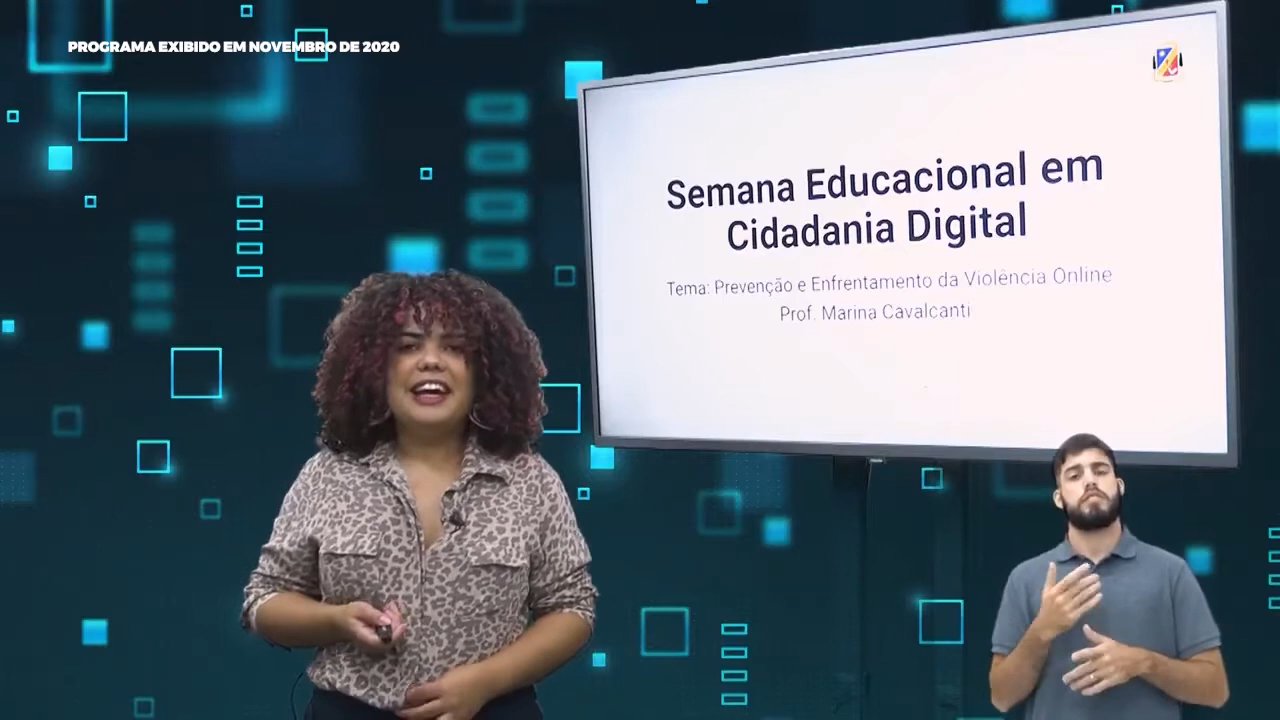 PROGRAMA EXIBIDO EM NOVEMBRO DE 2020
Semana Educacional em
Cidadania Digital
Tema: Prevenção e Enfrentamento da Violência Online
Prof. Marina Cavalcanti